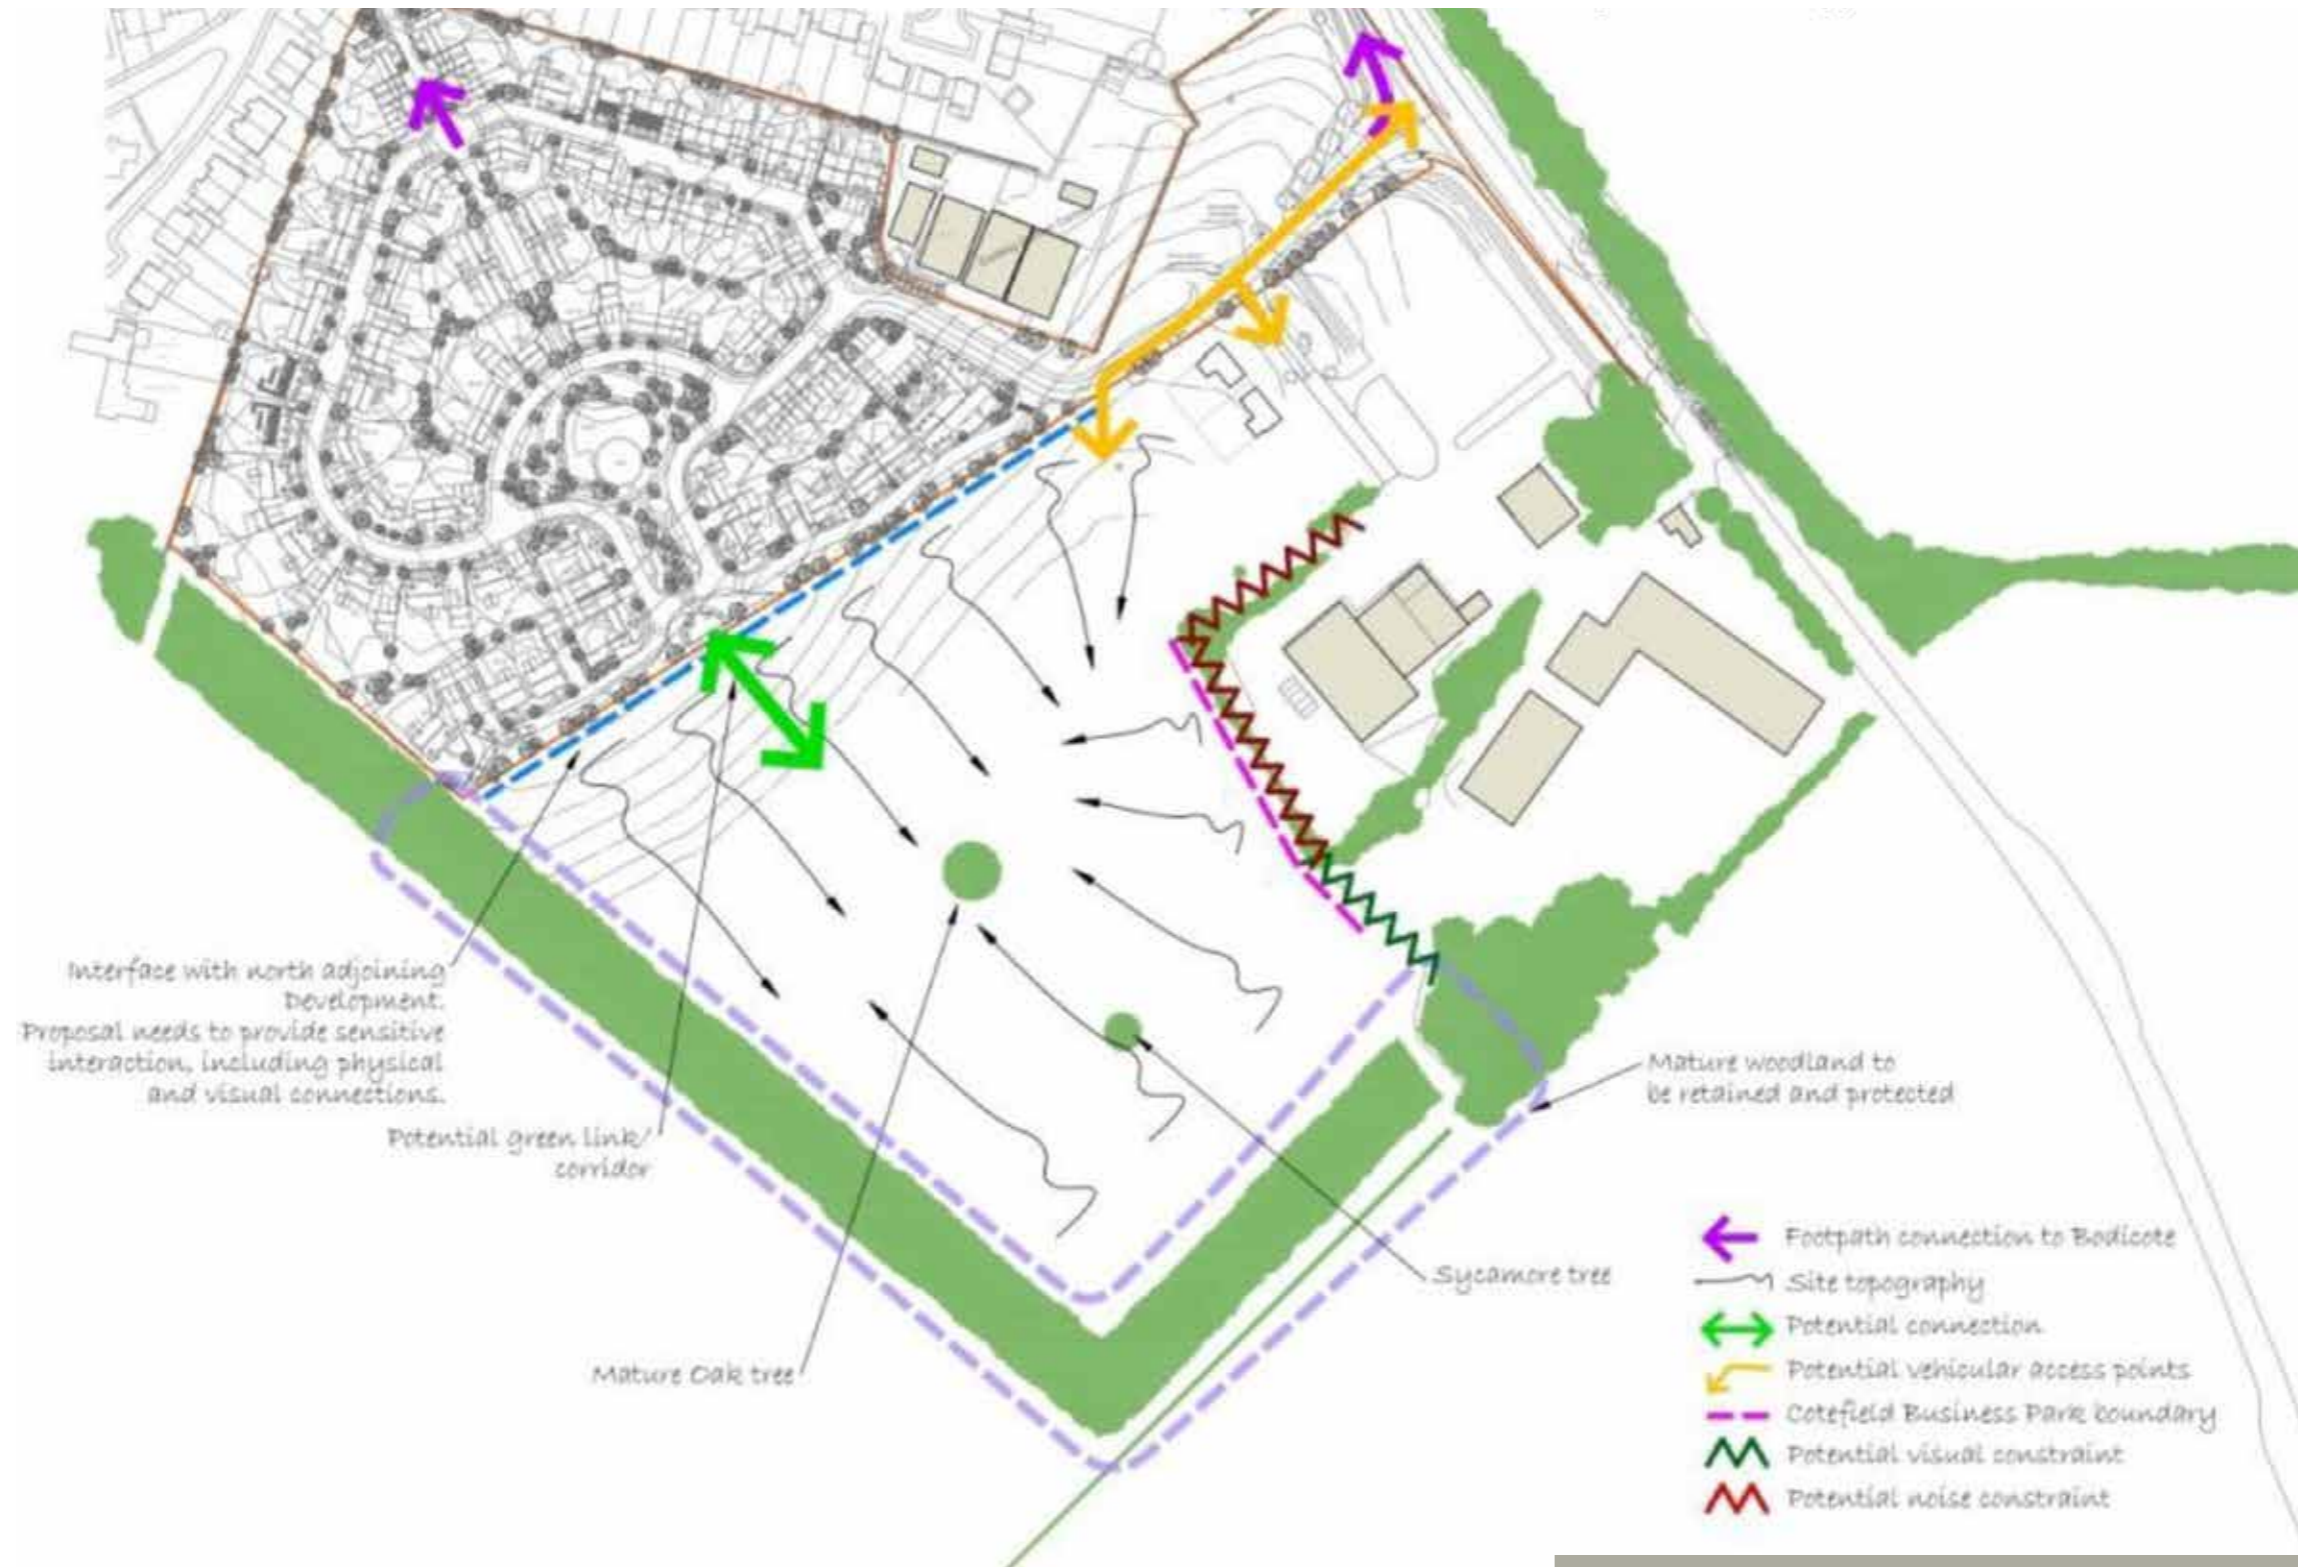 Interface with north adjoining
Development.
Proposal needs to provide sensitive
interaction, including physical
and visual connections.
Potential green link/
corridor
Mature Oak tree
Sycamore tree
Mature woodland to
be retained and protected
Footpath connection to Bodicote
Site topography
Potential connection
Potential vehicular access points
Cotefield Business Park boundary
Potential visual constraint
Potential noise constraint